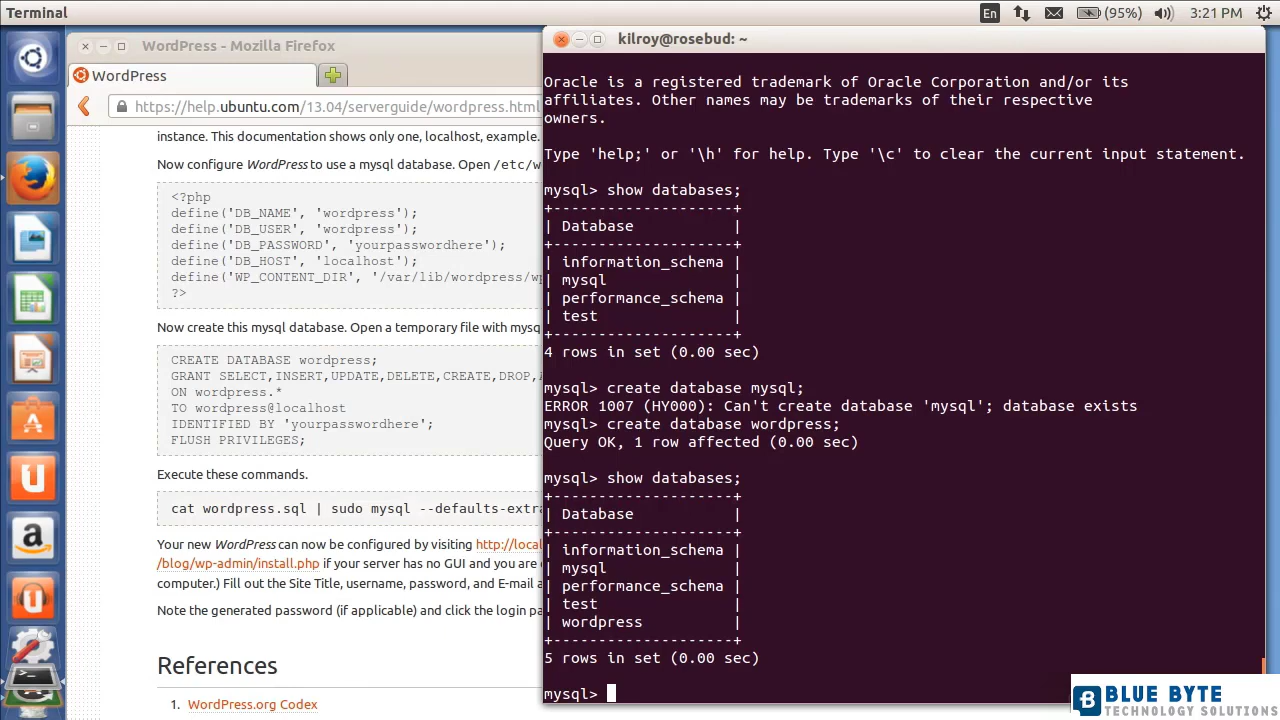 Terminal
En
(95%)
3:21 PM
WordPress - Mozilla Firefox
WordPress
https://help.ubuntu.com/13.04/serverguide/wordpress.html
instance. This documentation shows only one, localhost, example.
Now configure WordPress to use a mysql database. Open /etc/w
<?php
define('DB_NAME', 'wordpress');
define('DB_USER', 'wordpress');
define('DB_PASSWORD', 'yourpasswordhere');
define('DB_HOST', 'localhost');
define('WP_CONTENT_DIR', '/var/lib/wordpress/wp
?>
Now create this mysql database. Open a temporary file with mysq
CREATE DATABASE wordpress;
GRANT SELECT,INSERT,UPDATE,DELETE,CREATE,DROP,A
ON wordpress.*
TO wordpress@localhost
IDENTIFIED BY 'yourpasswordhere';
FLUSH PRIVILEGES;
Execute these commands.
cat wordpress.sql | sudo mysql --defaults-extra
Your new WordPress can now be configured by visiting http://local
/blog/wp-admin/install.php if your server has no GUI and you are
computer.) Fill out the Site Title, username, password, and E-mail a
Note the generated password (if applicable) and click the login pa
References
1. WordPress.org Codex
kilroy@rosebud: ~
Oracle is a registered trademark of Oracle Corporation and/or its
affiliates. Other names may be trademarks of their respective
owners.
Type 'help;' or '\h' for help. Type '\c' to clear the current input statement.
mysql> show databases;
+--------------------+
| Database           |
+--------------------+
| information_schema |
| mysql              |
| performance_schema |
| test               |
+--------------------+
4 rows in set (0.00 sec)
mysql> create database mysql;
ERROR 1007 (HY000): Can't create database 'mysql'; database exists
mysql> create database wordpress;
Query OK, 1 row affected (0.00 sec)
mysql> show databases;
+--------------------+
| Database           |
+--------------------+
| information_schema |
| mysql              |
| performance_schema |
| test               |
| wordpress          |
+--------------------+
5 rows in set (0.00 sec)
mysql>
BLUE BYTE
TECHNOLOGY SOLUTIONS